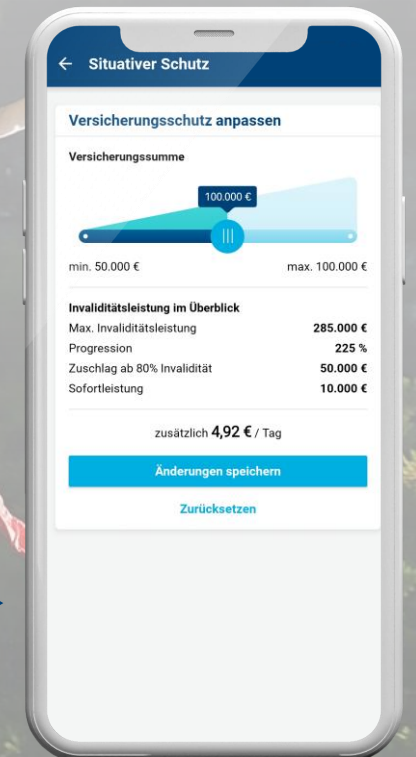 ← Situativer Schutz
Versicherungsschutz anpassen
Versicherungssumme
100.000 €
min. 50.000 € max. 100.000 €
Invaliditätsleistung im Überblick
Max. Invaliditätsleistung 285.000 €
Progression 225 %
Zuschlag ab 80% Invalidität 50.000 €
Sofortleistung 10.000 €
zusätzlich 4,92 € / Tag
Änderungen speichern
Zurücksetzen